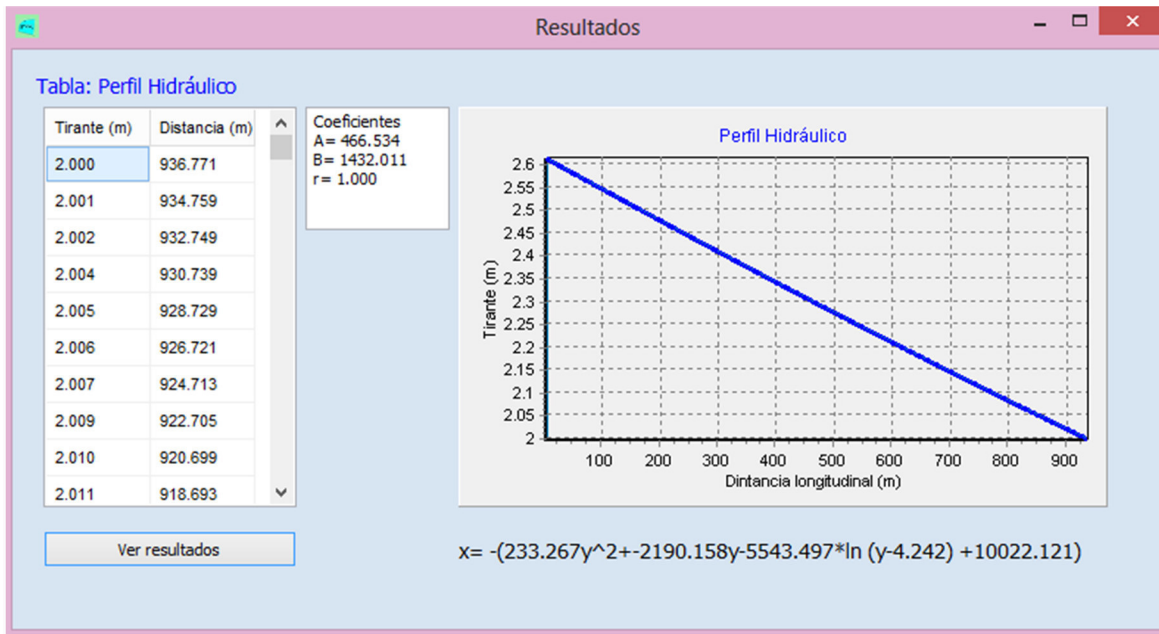 Resultados
Tabla: Perfil Hidráulico
Tirante (m) Distancia (m)
2.000 936.771
2.001 934.759
2.002 932.749
2.004 930.739
2.005 928.729
2.006 926.721
2.007 924.713
2.009 922.705
2.010 920.699
2.011 918.693
Coeficientes
A= 466.534
B= 1432.011
r= 1.000
Perfil Hidráulico
Tirante (m)
2.6
2.55
2.5
2.45
2.4
2.35
2.3
2.25
2.2
2.15
2.1
2.05
2
100 200 300 400 500 600 700 800 900
Dintancia longitudinal (m)
Ver resultados
x= -(233.267y^2+-2190.158y-5543.497*ln (y-4.242) +10022.121)